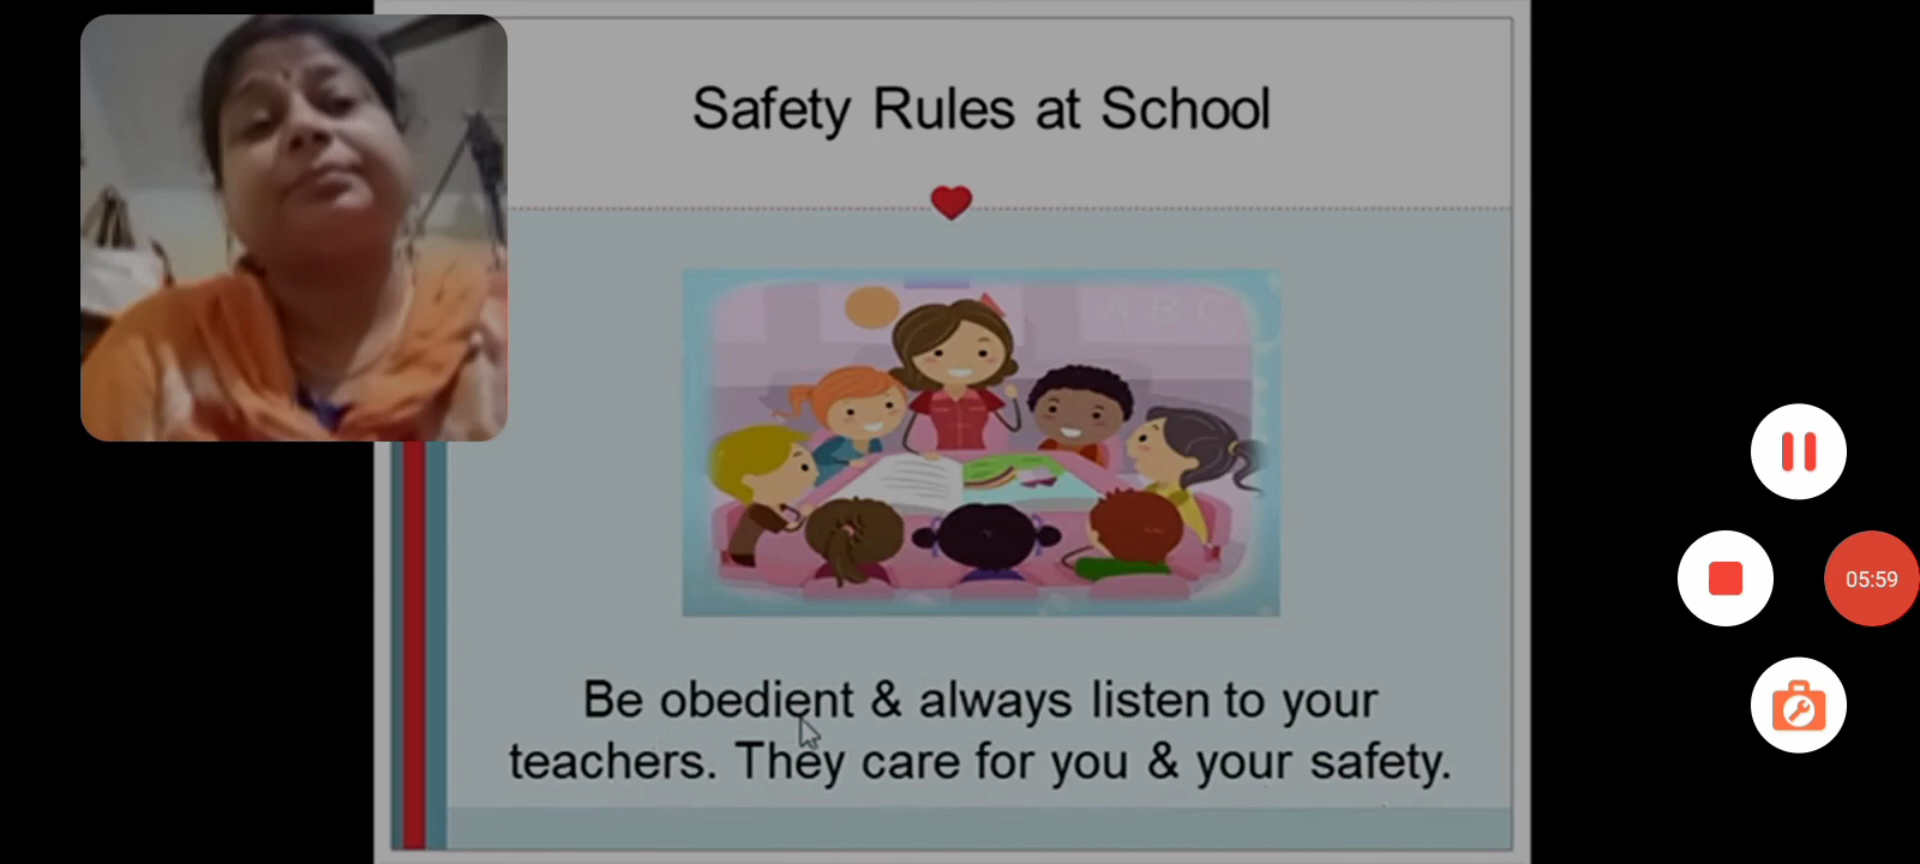 Safety Rules at School
A B C
Be obedient & always listen to your
teachers. They care for you & your safety.
05:59